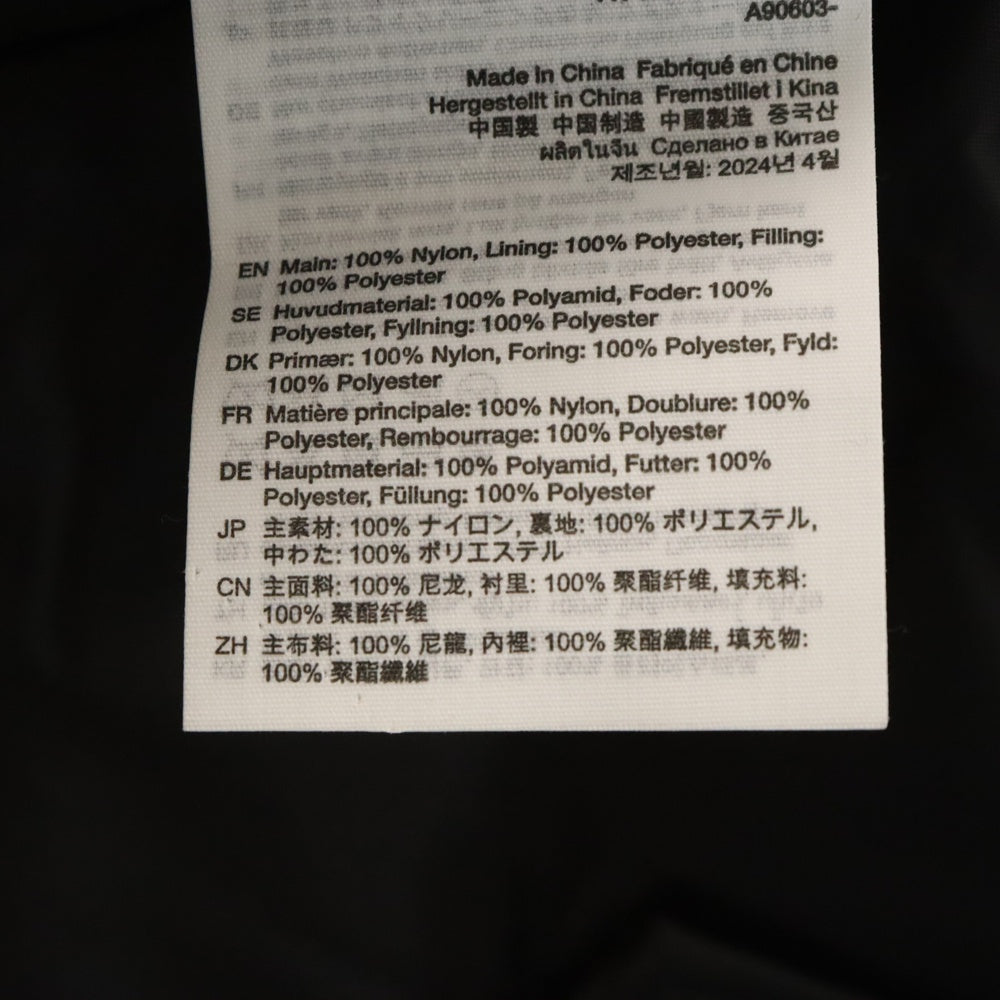 A90603-
Made in China Fabriqué en Chine
Hergestellt in China Fremstillet i Kina
中国製 中国制造 中國製造 중국산
ผลิตในจีน Сделано в Китае
제조년월: 2024년 4월
EN Main: 100% Nylon, Lining: 100% Polyester, Filling:
100% Polyester
SE Huvudmaterial: 100% Polyamid, Foder: 100%
Polyester, Fyllning: 100% Polyester
DK Primær: 100% Nylon, Foring: 100% Polyester, Fyld:
100% Polyester
FR Matière principale: 100% Nylon, Doublure: 100%
Polyester, Rembourrage: 100% Polyester
DE Hauptmaterial: 100% Polyamid, Futter: 100%
Polyester, Füllung: 100% Polyester
JP 主素材: 100% ナイロン, 裏地: 100% ポリエステル,
中わた: 100% ポリエステル
CN 主面料: 100% 尼龙, 衬里: 100% 聚酯纤维, 填充料:
100% 聚酯纤维
ZH 主布料: 100% 尼龍, 內裡: 100% 聚酯纖維, 填充物:
100% 聚酯纖維